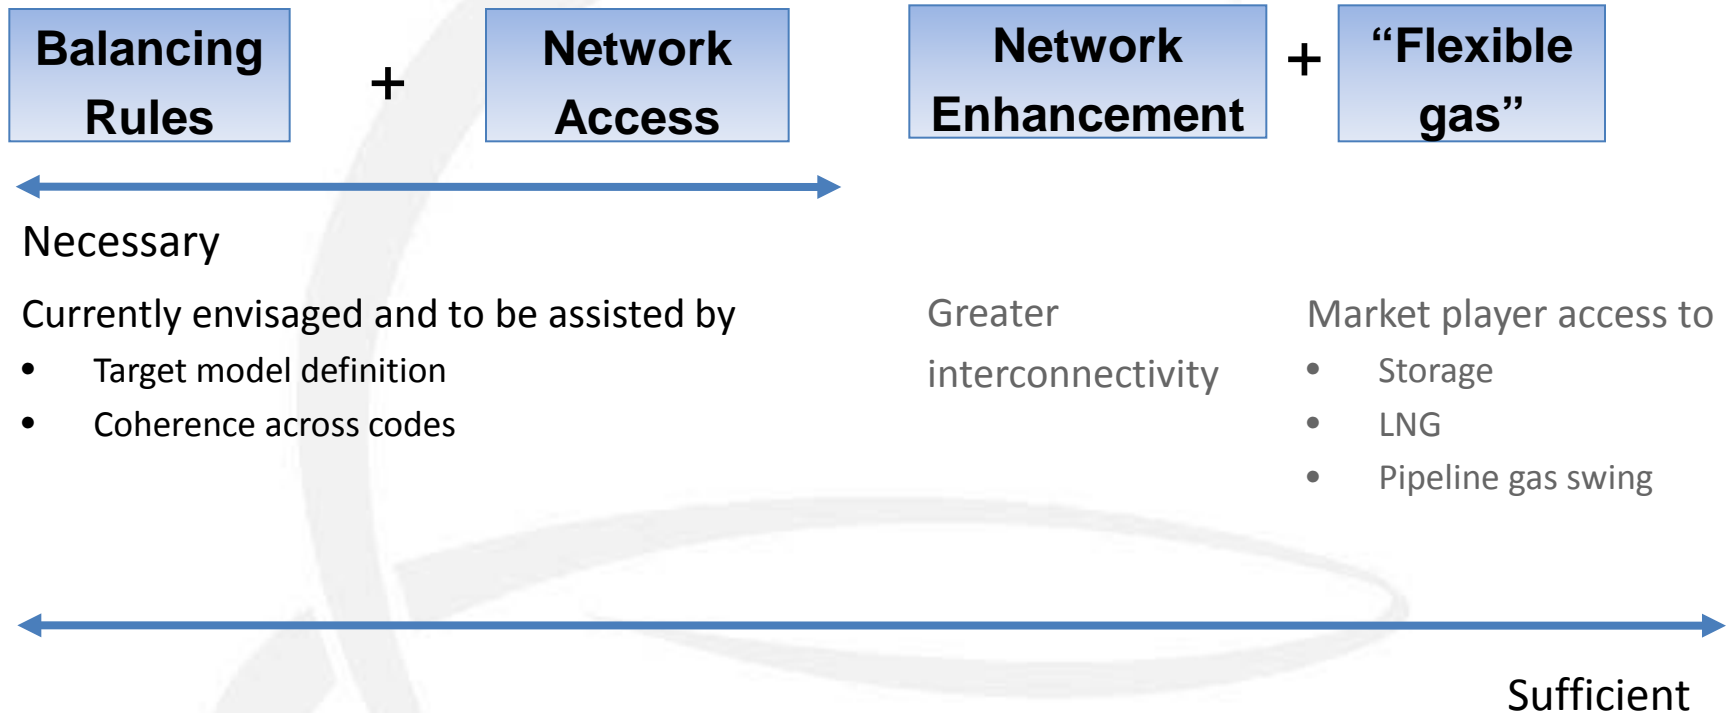 Balancing
Rules
+
Network
Access
Network
Enhancement
+
“Flexible
gas”
Necessary
Currently envisaged and to be assisted by
• Target model definition
• Coherence across codes
Greater
interconnectivity
Market player access to
• Storage
• LNG
• Pipeline gas swing
Sufficient